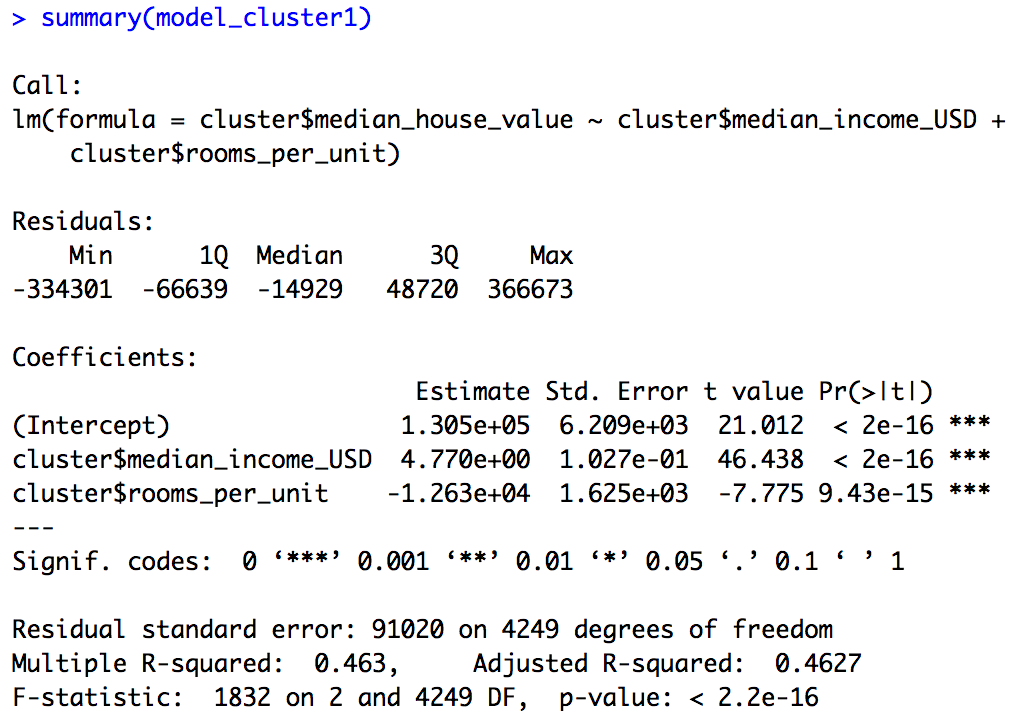 > summary(model_cluster1)

Call:
lm(formula = cluster$median_house_value ~ cluster$median_income_USD +
    cluster$rooms_per_unit)

Residuals:
    Min      1Q  Median      3Q     Max
-334301  -66639  -14929   48720  366673

Coefficients:
                            Estimate Std. Error t value Pr(>|t|)
(Intercept)                1.305e+05  6.209e+03  21.012  < 2e-16 ***
cluster$median_income_USD  4.770e+00  1.027e-01  46.438  < 2e-16 ***
cluster$rooms_per_unit    -1.263e+04  1.625e+03  -7.775 9.43e-15 ***
---
Signif. codes:  0 ‘***’ 0.001 ‘**’ 0.01 ‘*’ 0.05 ‘.’ 0.1 ‘ ’ 1

Residual standard error: 91020 on 4249 degrees of freedom
Multiple R-squared:  0.463,	Adjusted R-squared:  0.4627
F-statistic:  1832 on 2 and 4249 DF,  p-value: < 2.2e-16